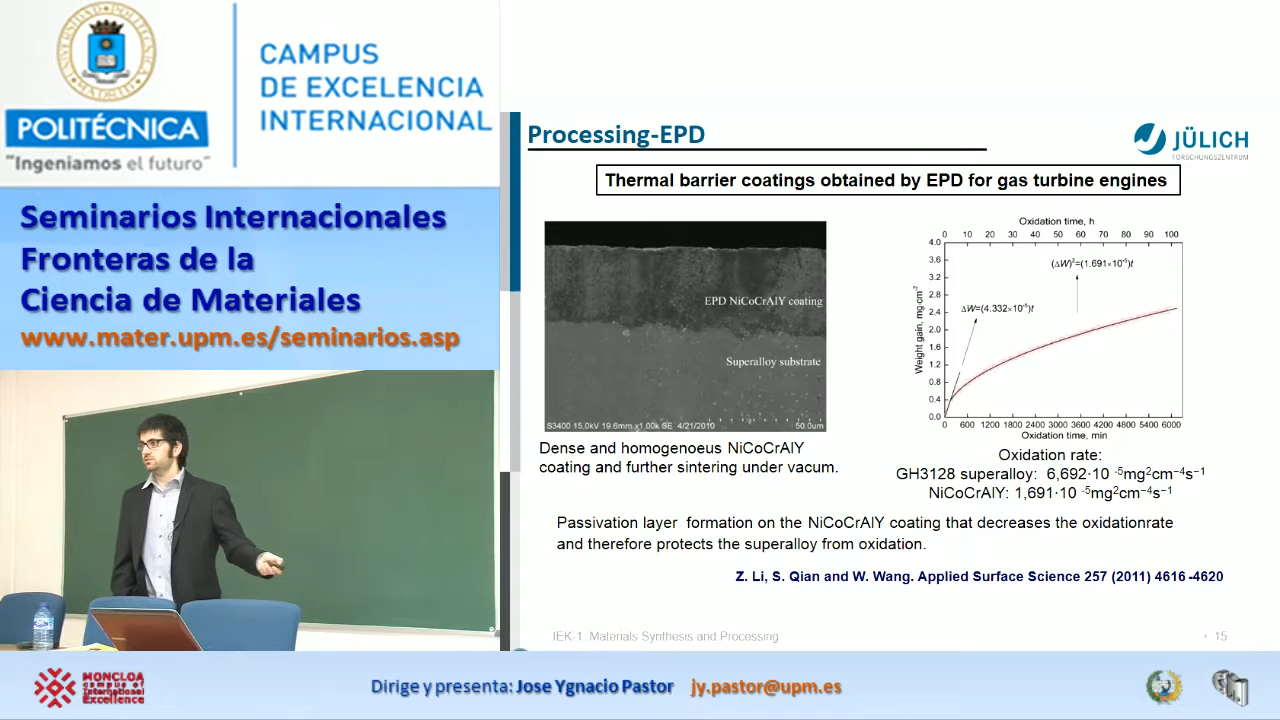 POLITÉCNICA
"Ingeniamos el futuro"
CAMPUS
DE EXCELENCIA
INTERNACIONAL
Seminarios Internacionales
Fronteras de la
Ciencia de Materiales
www.mater.upm.es/seminarios.asp
Processing-EPD
JÜLICH
FORSCHUNGSZENTRUM
Thermal barrier coatings obtained by EPD for gas turbine engines
EPD NiCoCrAlY coating
Superalloy substrate
S3400 15.0kV 19.6mm x1.00k SE 4/21/2010 50.0um
Dense and homogenoeus NiCoCrAlY
coating and further sintering under vacum.
Oxidation time, h
0 10 20 30 40 50 60 70 80 90 100
4.0
3.6
3.2
2.8
2.4
2.0
1.6
1.2
0.8
0.4
0.0
Weight gain, mg·cm⁻²
(ΔW)²=(1.691×10⁻⁵)t
ΔW=(4.332×10⁻⁵)t
0 600 1200 1800 2400 3000 3600 4200 4800 5400 6000
Oxidation time, min
Oxidation rate:
GH3128 superalloy: 6,692·10 ⁻⁵mg²cm⁻⁴s⁻¹
NiCoCrAlY: 1,691·10 ⁻⁵mg²cm⁻⁴s⁻¹
Passivation layer formation on the NiCoCrAlY coating that decreases the oxidationrate
and therefore protects the superalloy from oxidation.
Z. Li, S. Qian and W. Wang. Applied Surface Science 257 (2011) 4616-4620
IEK-1 Materials Synthesis and Processing
• 15
MONCLOA
campus of
International
Excellence
Dirige y presenta: Jose Ygnacio Pastor jy.pastor@upm.es